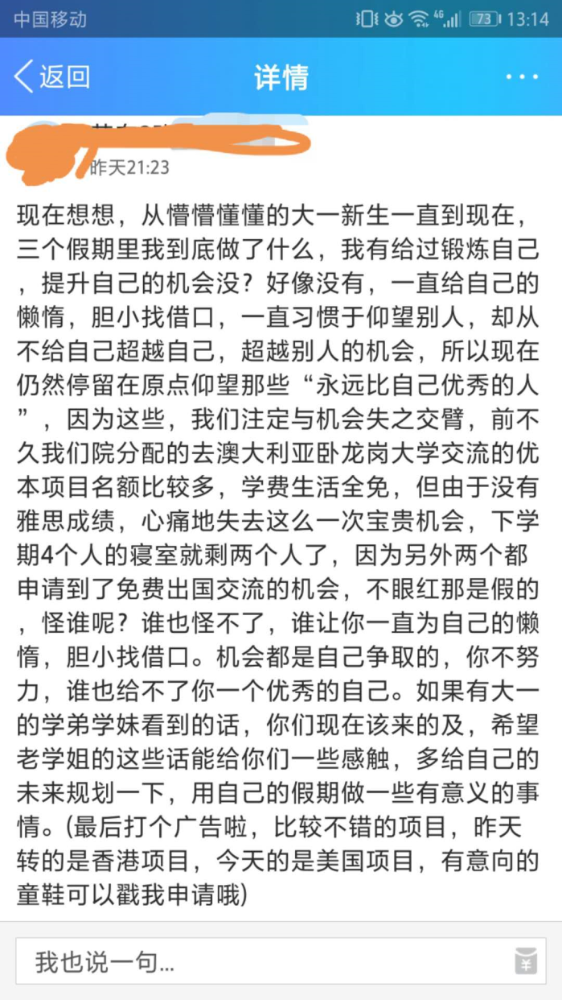 中国移动
4G
73
13:14
返回
详情
昨天21:23
现在想想，从懵懵懂懂的大一新生一直到现在，
三个假期里我到底做了什么，我有给过锻炼自己
，提升自己的机会没？好像没有，一直给自己的
懒惰，胆小找借口，一直习惯于仰望别人，却从
不给自己超越自己，超越别人的机会，所以现在
仍然停留在原点仰望那些“永远比自己优秀的人
”，因为这些，我们注定与机会失之交臂，前不
久我们院分配的去澳大利亚卧龙岗大学交流的优
本项目名额比较多，学费生活全免，但由于没有
雅思成绩，心痛地失去这么一次宝贵机会，下学
期4个人的寝室就剩两个人了，因为另外两个都
申请到了免费出国交流的机会，不眼红那是假的
，怪谁呢？谁也怪不了，谁让你一直为自己的懒
惰，胆小找借口。机会都是自己争取的，你不努
力，谁也给不了你一个优秀的自己。如果有大一
的学弟学妹看到的话，你们现在该来的及，希望
老学姐的这些话能给你们一些感触，多给自己的
未来规划一下，用自己的假期做一些有意义的事
情。(最后打个广告啦，比较不错的项目，昨天
转的是香港项目，今天的是美国项目，有意向的
童鞋可以戳我申请哦)
我也说一句...